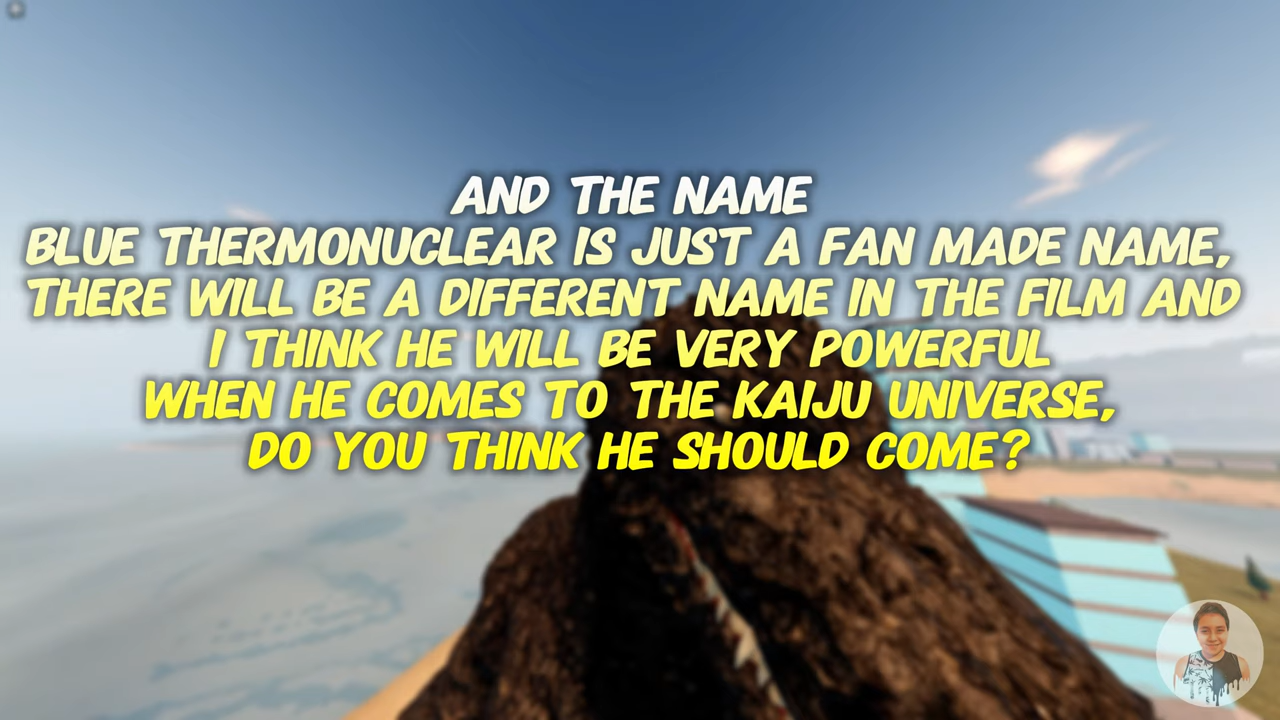 AND THE NAME
BLUE THERMONUCLEAR IS JUST A FAN MADE NAME,
THERE WILL BE A DIFFERENT NAME IN THE FILM AND
I THINK HE WILL BE VERY POWERFUL
WHEN HE COMES TO THE KAIJU UNIVERSE,
DO YOU THINK HE SHOULD COME?